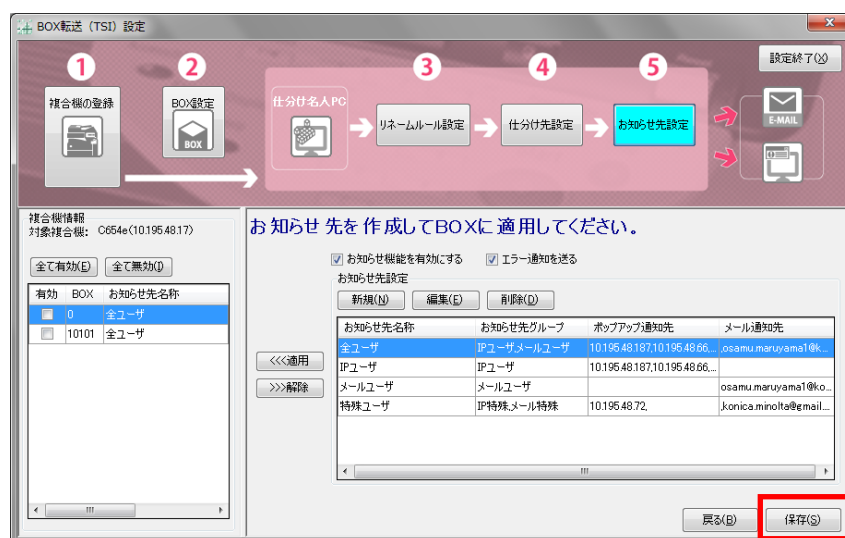 BOX転送（TSI）設定
設定終了(X)
1 2 3 4 5
複合機の登録
BOX設定
BOX
仕分け名人PC
リネームルール設定
仕分け先設定
お知らせ先設定
E-MAIL
複合機情報
対象複合機: C654e(10.195.48.17)
全て有効(E) 全て無効(I)
有効 BOX お知らせ先名称
0 全ユーザ
10101 全ユーザ
お知らせ 先を 作 成してBOXに 適 用してく ださい。
お知らせ機能を有効にする エラー通知を送る
お知らせ先設定
新規(N) 編集(E) 削除(D)
<<<適用
>>>解除
お知らせ先名称 お知らせ先グループ ポップアップ通知先 メール通知先
全ユーザ IPユーザ,メールユーザ 10.195.48.187,10.195.48.66,... ,osamu.maruyama1@k...
IPユーザ IPユーザ 10.195.48.187,10.195.48.66,...
メールユーザ メールユーザ osamu.maruyama1@ko...
特殊ユーザ IP特殊,メール特殊 10.195.48.72, ,konica.minolta@gmail...
戻る(B) 保存(S)